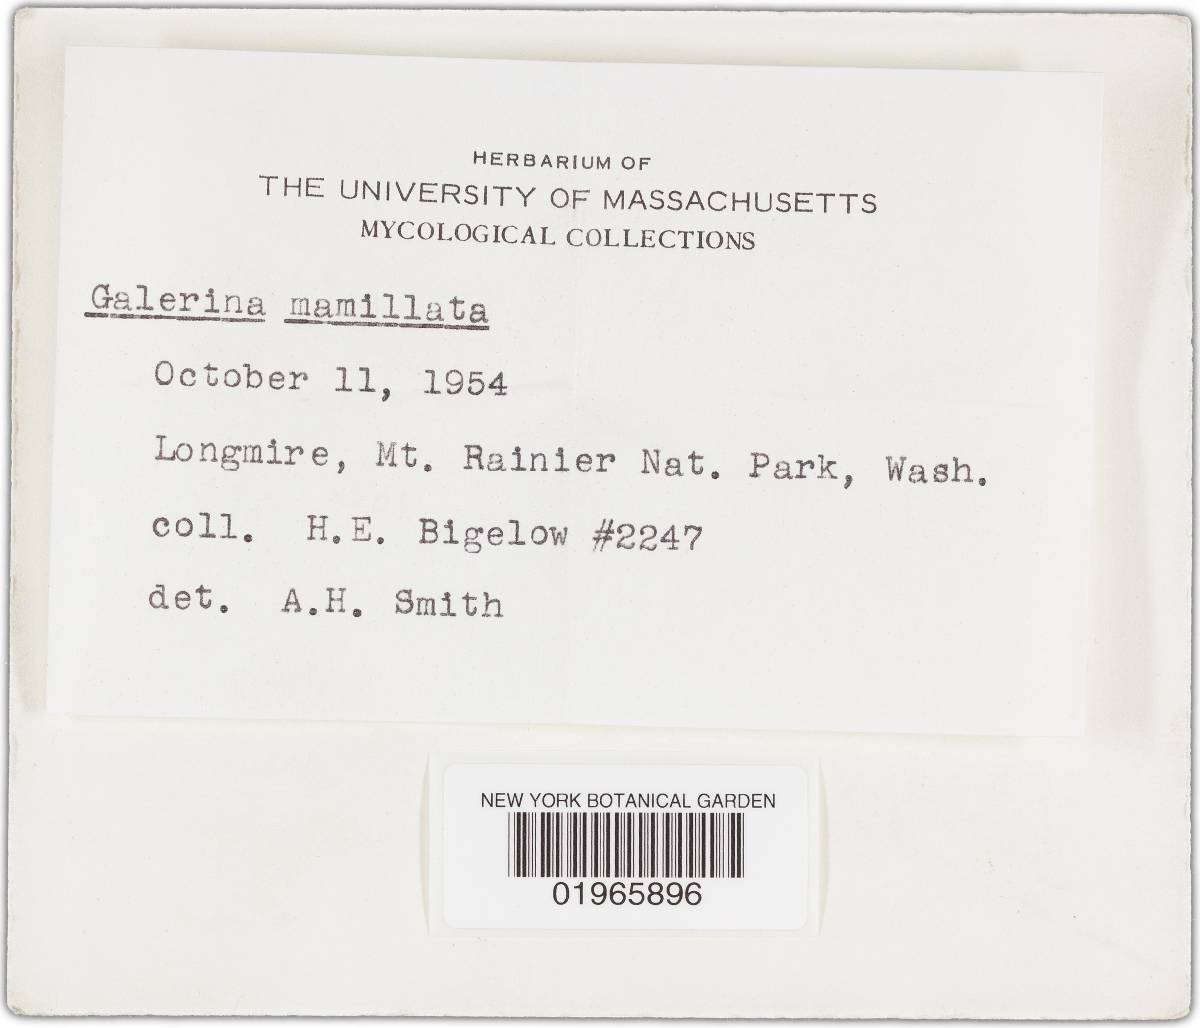 HERBARIUM OF
THE UNIVERSITY OF MASSACHUSETTS
MYCOLOGICAL COLLECTIONS
Galerina mamillata
October 11, 1954
Longmire, Mt. Rainier Nat. Park, Wash.
coll. H.E. Bigelow #2247
det. A.H. Smith
NEW YORK BOTANICAL GARDEN
01965896